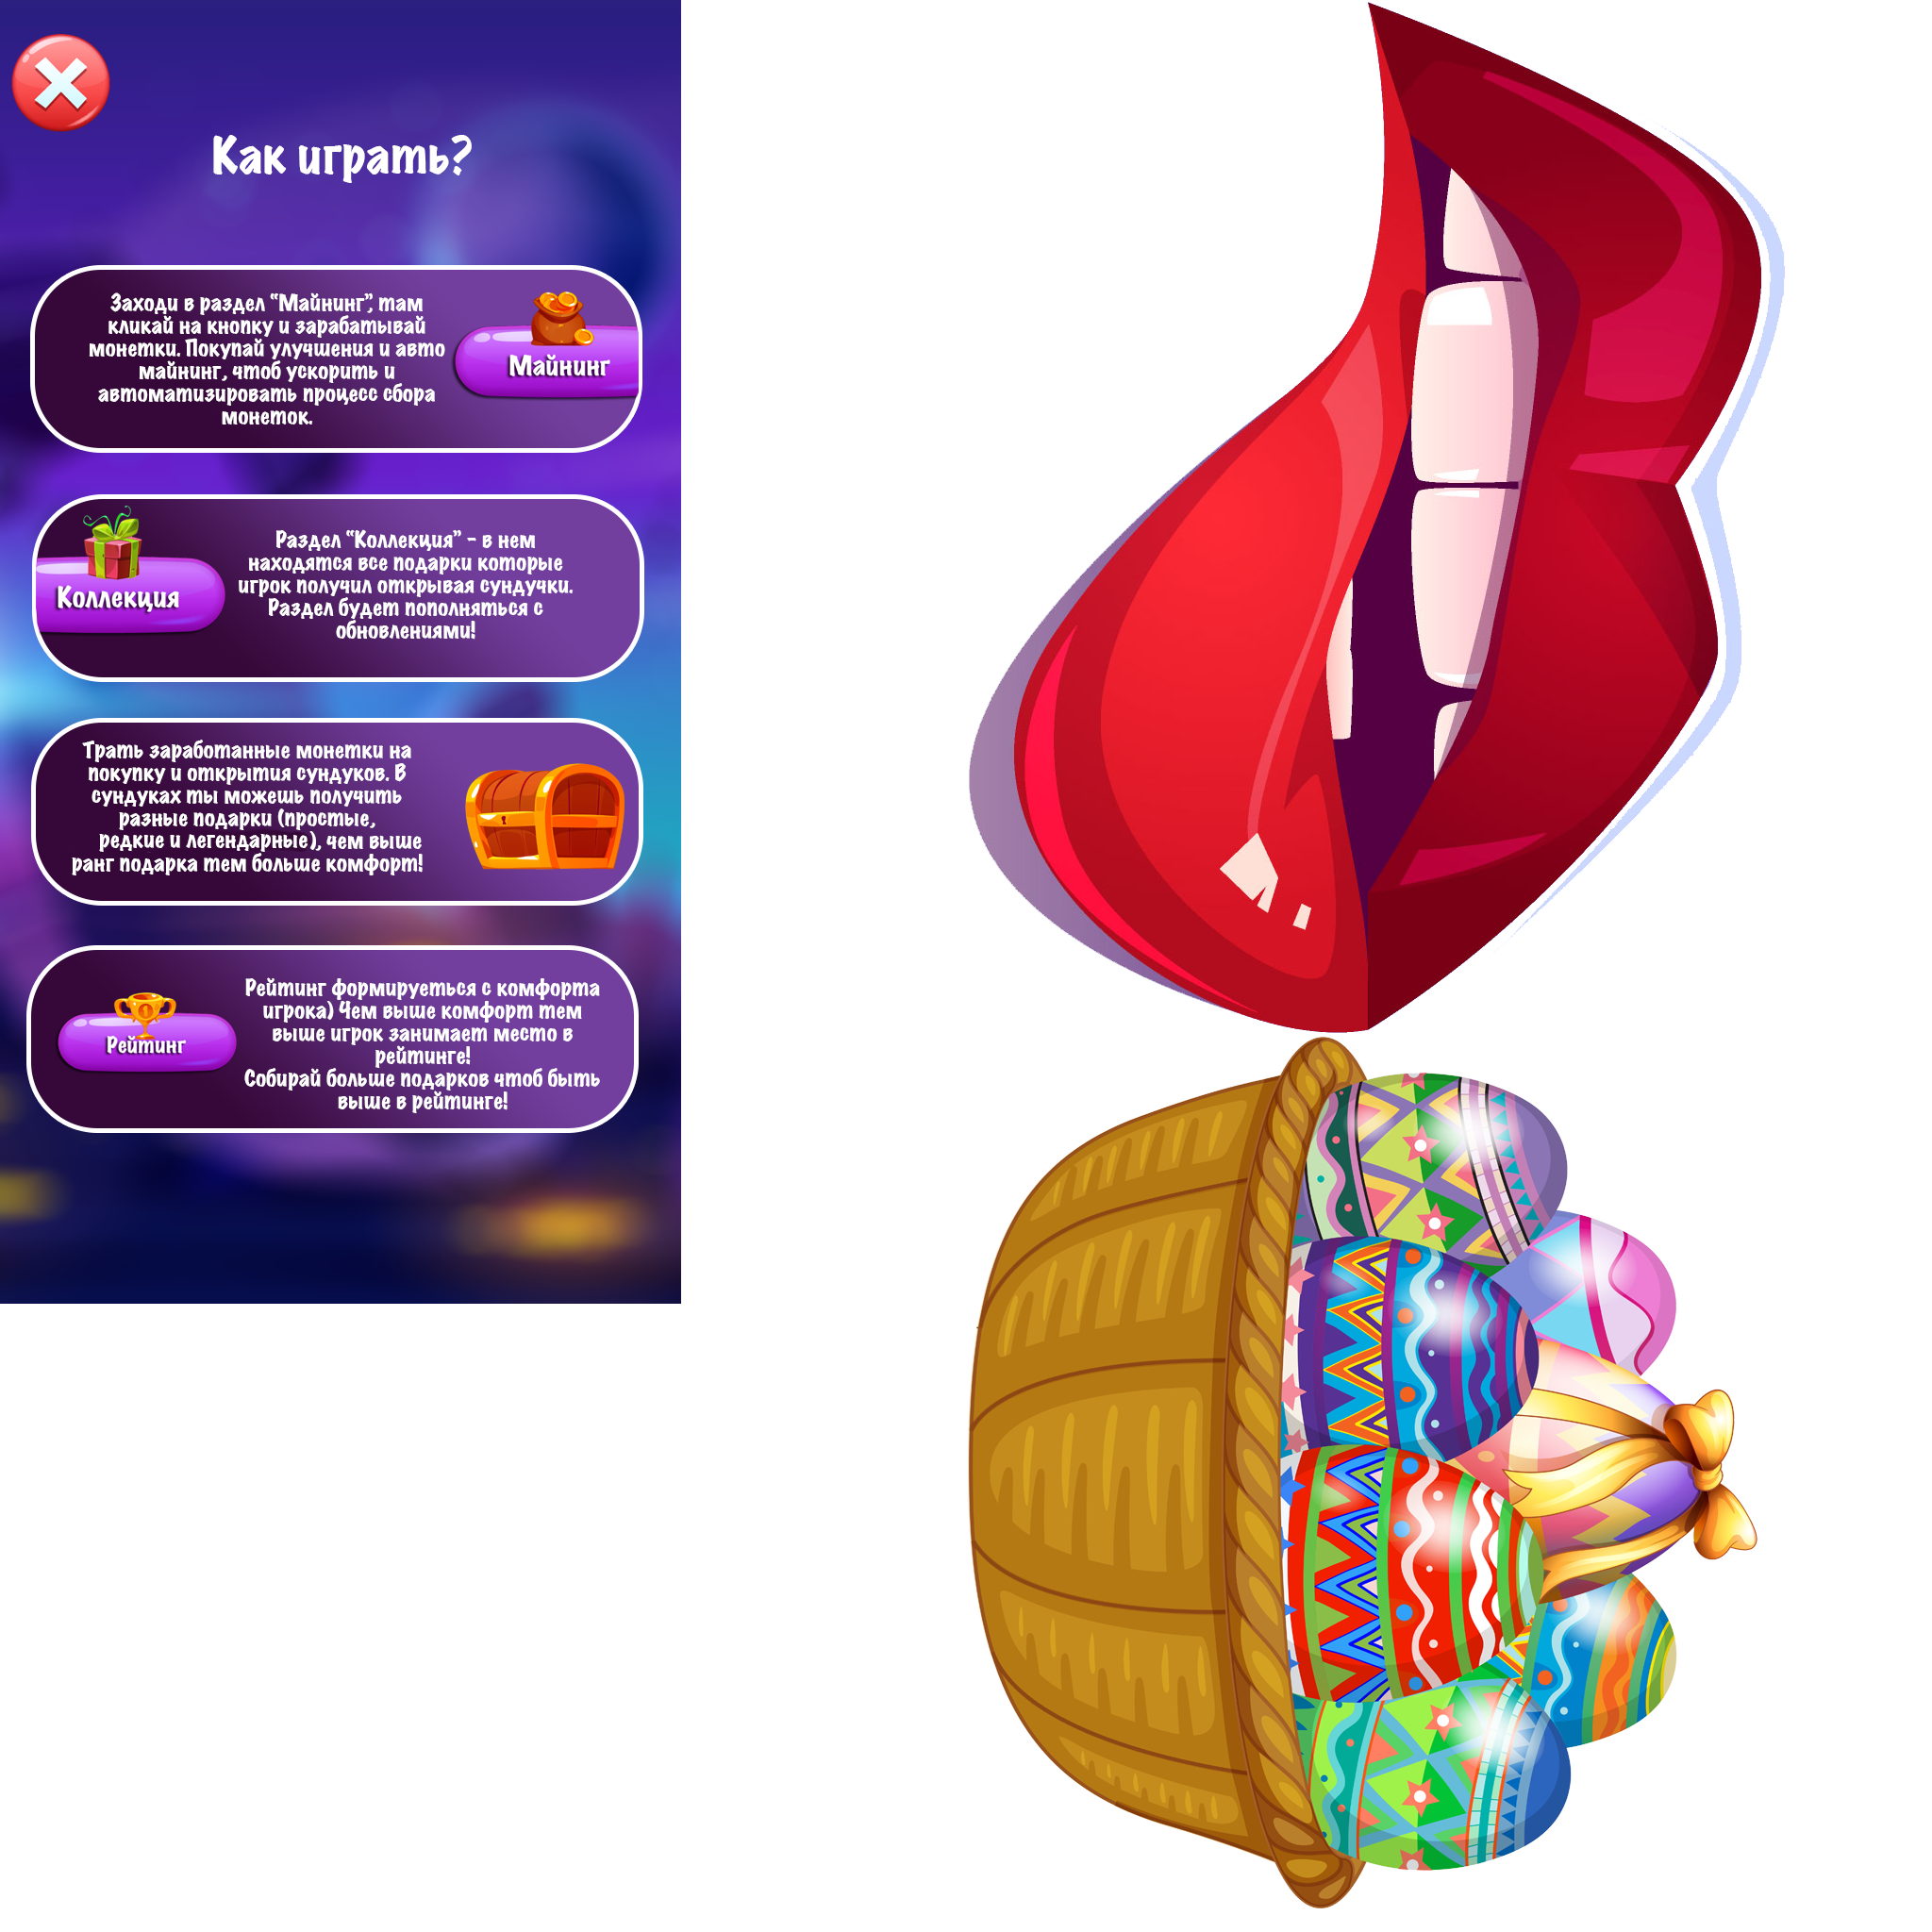 Как играть?
Заходи в раздел “Майнинг”, там
кликай на кнопку и зарабатывай
монетки. Покупай улучшения и авто
майнинг, чтоб ускорить и
автоматизировать процесс сбора
монеток.
Майнинг
Коллекция
Раздел “Коллекция” - в нем
находятся все подарки которые
игрок получил открывая сундучки.
Раздел будет пополняться с
обновлениями!
Трать заработанные монетки на
покупку и открытия сундуков. В
сундуках ты можешь получить
разные подарки (простые,
редкие и легендарные), чем выше
ранг подарка тем больше комфорт!
Рейтинг
Рейтинг формируеться с комфорта
игрока) Чем выше комфорт тем
выше игрок занимает место в
рейтинге!
Собирай больше подарков чтоб быть
выше в рейтинге!